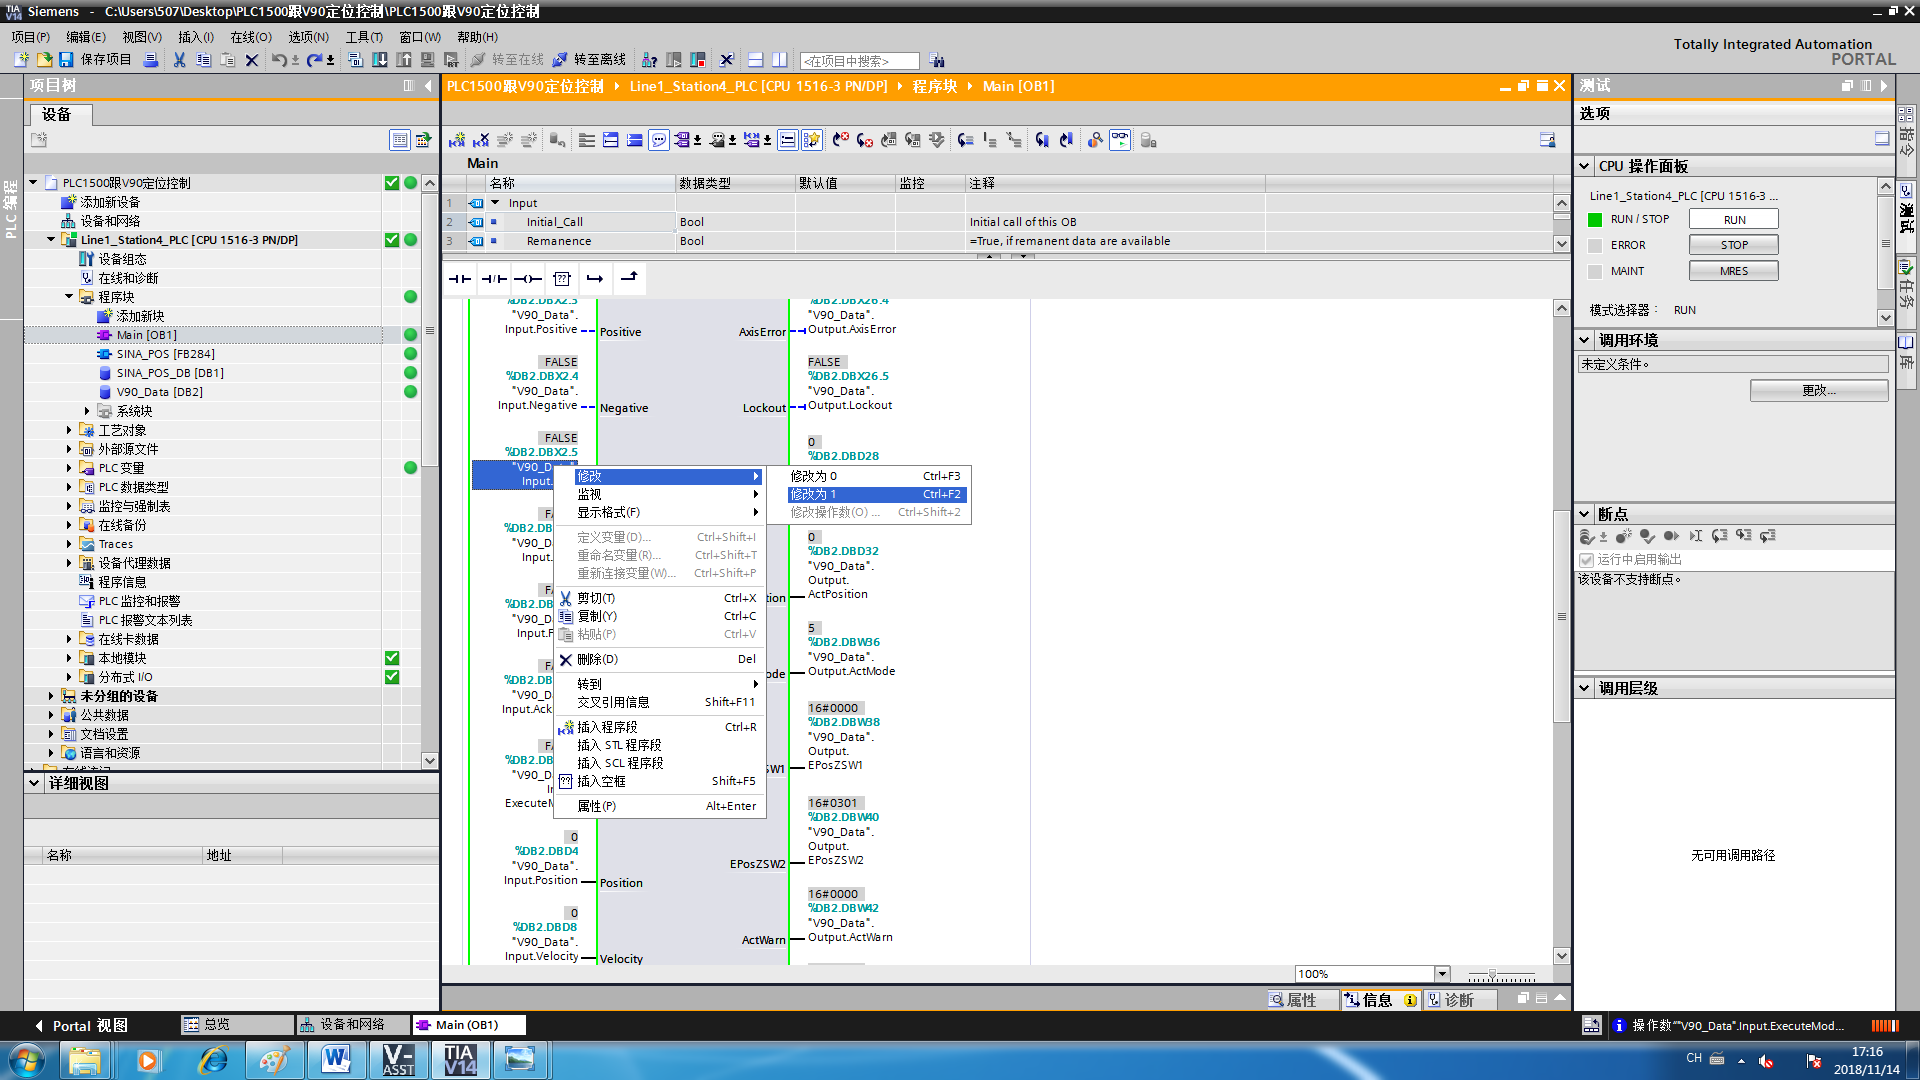 Siemens - C:\Users\507\Desktop\PLC1500跟V90定位控制\PLC1500跟V90定位控制
项目(P) 编辑(E) 视图(V) 插入(I) 在线(O) 选项(N) 工具(T) 窗口(W) 帮助(H)
保存项目 转至在线 转至离线 <在项目中搜索>
Totally Integrated Automation
PORTAL
项目树
设备
PLC 编程
PLC1500跟V90定位控制
添加新设备
设备和网络
Line1_Station4_PLC [CPU 1516-3 PN/DP]
设备组态
在线和诊断
程序块
添加新块
Main [OB1]
SINA_POS [FB284]
SINA_POS_DB [DB1]
V90_Data [DB2]
系统块
工艺对象
外部源文件
PLC 变量
PLC 数据类型
监控与强制表
在线备份
Traces
设备代理数据
程序信息
PLC 监控和报警
PLC 报警文本列表
在线卡数据
本地模块
分布式 I/O
未分组的设备
公共数据
文档设置
语言和资源
详细视图
名称 地址
PLC1500跟V90定位控制 Line1_Station4_PLC [CPU 1516-3 PN/DP] 程序块 Main [OB1]
Main
名称 数据类型 默认值 监控 注释
1 Input
2 Initial_Call Bool Initial call of this OB
3 Remanence Bool =True, if remanent data are available
%DB2.DBX2.3
"V90_Data".
Input.Positive Positive
%DB2.DBX26.4
"V90_Data".
AxisError Output.AxisError
FALSE
%DB2.DBX2.4
"V90_Data".
Input.Negative Negative
FALSE
%DB2.DBX26.5
"V90_Data".
Lockout Output.Lockout
FALSE
%DB2.DBX2.5
"V90_D
Input.
0
%DB2.DBD28
修改
监视
显示格式(F)
定义变量(D)... Ctrl+Shift+I
重命名变量(R)... Ctrl+Shift+T
重新连接变量(W)... Ctrl+Shift+P
剪切(T) Ctrl+X
复制(Y) Ctrl+C
粘贴(P) Ctrl+V
删除(D) Del
转到
交叉引用信息 Shift+F11
插入程序段 Ctrl+R
插入 STL 程序段
插入 SCL 程序段
插入空框 Shift+F5
属性(P) Alt+Enter
修改为 0 Ctrl+F3
修改为 1 Ctrl+F2
修改操作数(O) ... Ctrl+Shift+2
0
%DB2.DBD32
"V90_Data".
Output.
tion ActPosition
5
%DB2.DBW36
"V90_Data".
ode Output.ActMode
16#0000
%DB2.DBW38
"V90_Data".
Output.
SW1 EPosZSW1
16#0301
%DB2.DBW40
"V90_Data".
Output.
EPosZSW2 EPosZSW2
16#0000
%DB2.DBW42
"V90_Data".
ActWarn Output.ActWarn
FA
%DB2.DB
"V90_D
Input.
FA
%DB2.DB
"V90_D
Input.F
FA
%DB2.DB
"V90_D
Input.Ack
FA
%DB2.DB
"V90_D
In
ExecuteM
0
%DB2.DBD4
"V90_Data".
Input.Position Position
0
%DB2.DBD8
"V90_Data".
Input.Velocity Velocity
100%
属性 信息 诊断
测试
选项
CPU 操作面板
Line1_Station4_PLC [CPU 1516-3 ...
RUN / STOP RUN
ERROR STOP
MAINT MRES
模式选择器： RUN
调用环境
未定义条件。
更改...
断点
运行中启用输出
该设备不支持断点。
调用层级
无可用调用路径
指令
测试
任务
库
Portal 视图 总览 设备和网络 Main (OB1)
操作数“"V90_Data".Input.ExecuteMod...
V-ASST
TIA V14
CH
17:16
2018/11/14